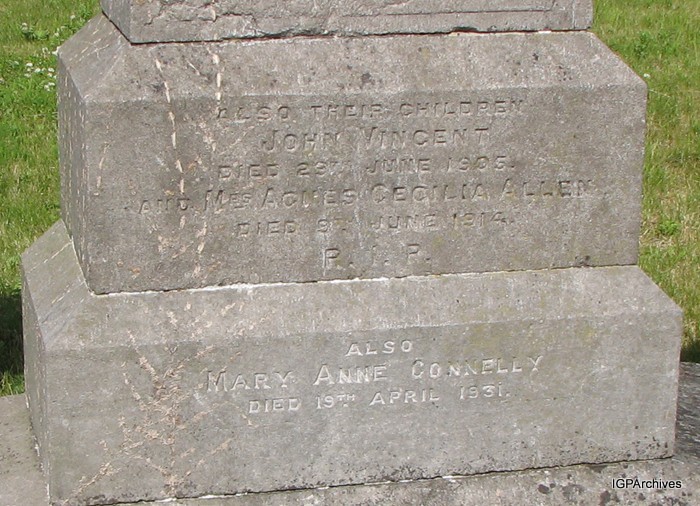 ALSO THEIR CHILDREN
JOHN VINCENT
DIED 29TH JUNE 1905.
AND MRS AGNES CECILIA ALLEN
DIED 9TH JUNE 1914.
R. I. P.
ALSO
MARY ANNE CONNELLY
DIED 19TH APRIL 1931.
IGPArchives